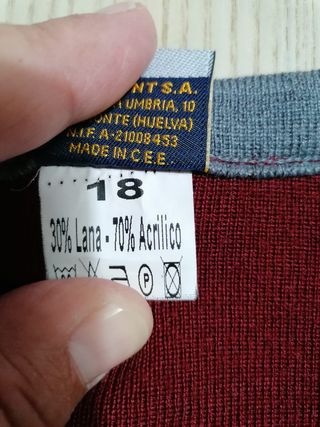 NT S.A.
UMBRIA, 10
ONTE (HUELVA)
N.I.F. A-21008453
MADE IN C.E.E.
18
30% Lana - 70% Acrilico
P